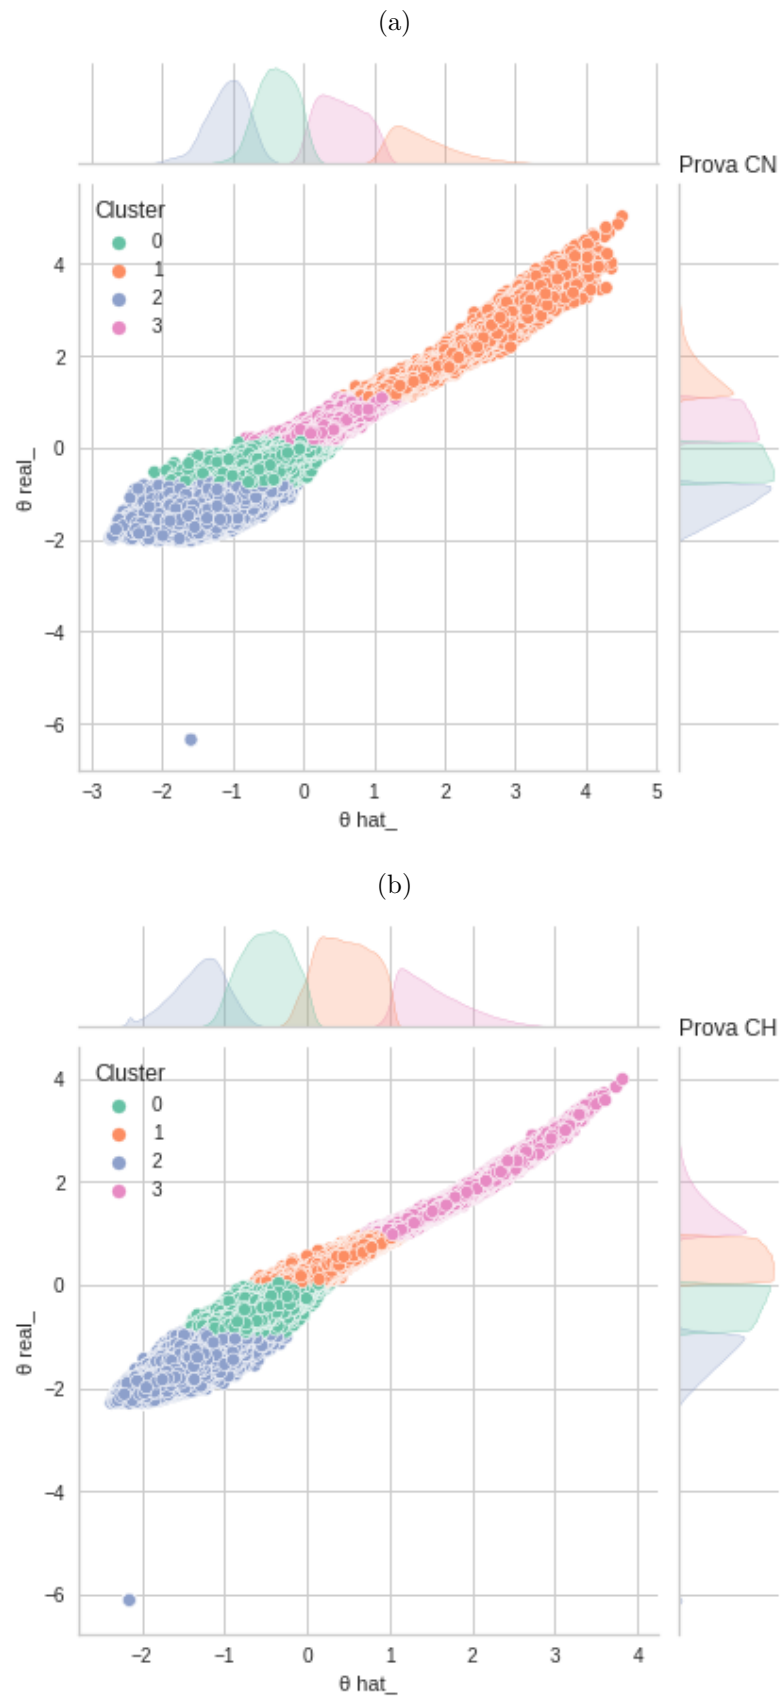 (a)
Prova CN
Cluster
0
1
2
3
4
2
0
−2
−4
−6
θ real_
−3 −2 −1 0 1 2 3 4 5
θ hat_
(b)
Prova CH
Cluster
0
1
2
3
4
2
0
−2
−4
−6
θ real_
−2 −1 0 1 2 3 4
θ hat_